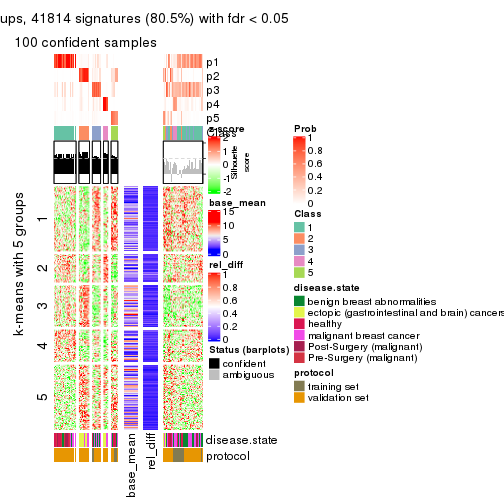 ups, 41814 signatures (80.5%) with fdr < 0.05
100 confident samples
p1
p2
p3
p4
p5
Class
z-score
2
1
0
-1
-2
Silhouette
score
base_mean
15
10
5
0
rel_diff
1
0.8
0.6
0.4
0.2
0
Status (barplots)
confident
ambiguous
k-means with 5 groups
1
2
3
4
5
disease.state
protocol
base_mean
rel_diff
Prob
1
0.8
0.6
0.4
0.2
0
Class
1
2
3
4
5
disease.state
benign breast abnormalities
ectopic (gastrointestinal and brain) cancers
healthy
malignant breast cancer
Post-Surgery (malignant)
Pre-Surgery (malignant)
protocol
training set
validation set